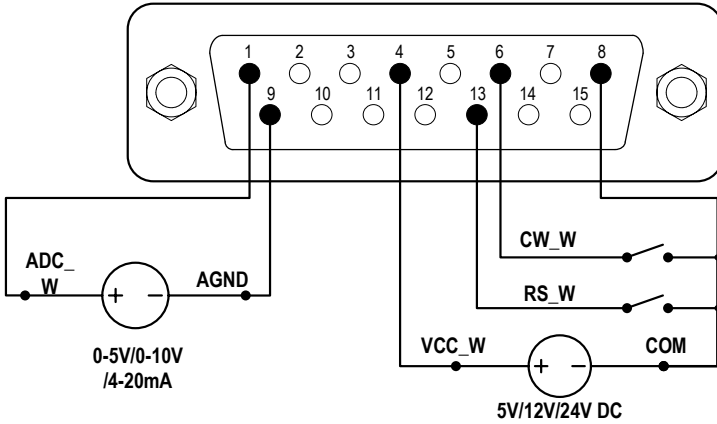 1 2 3 4 5 6 7 8
9 10 11 12 13 14 15
CW_W
ADC_
W
AGND
+ −
RS_W
0-5V/0-10V
/4-20mA
VCC_W
COM
+ −
5V/12V/24V DC